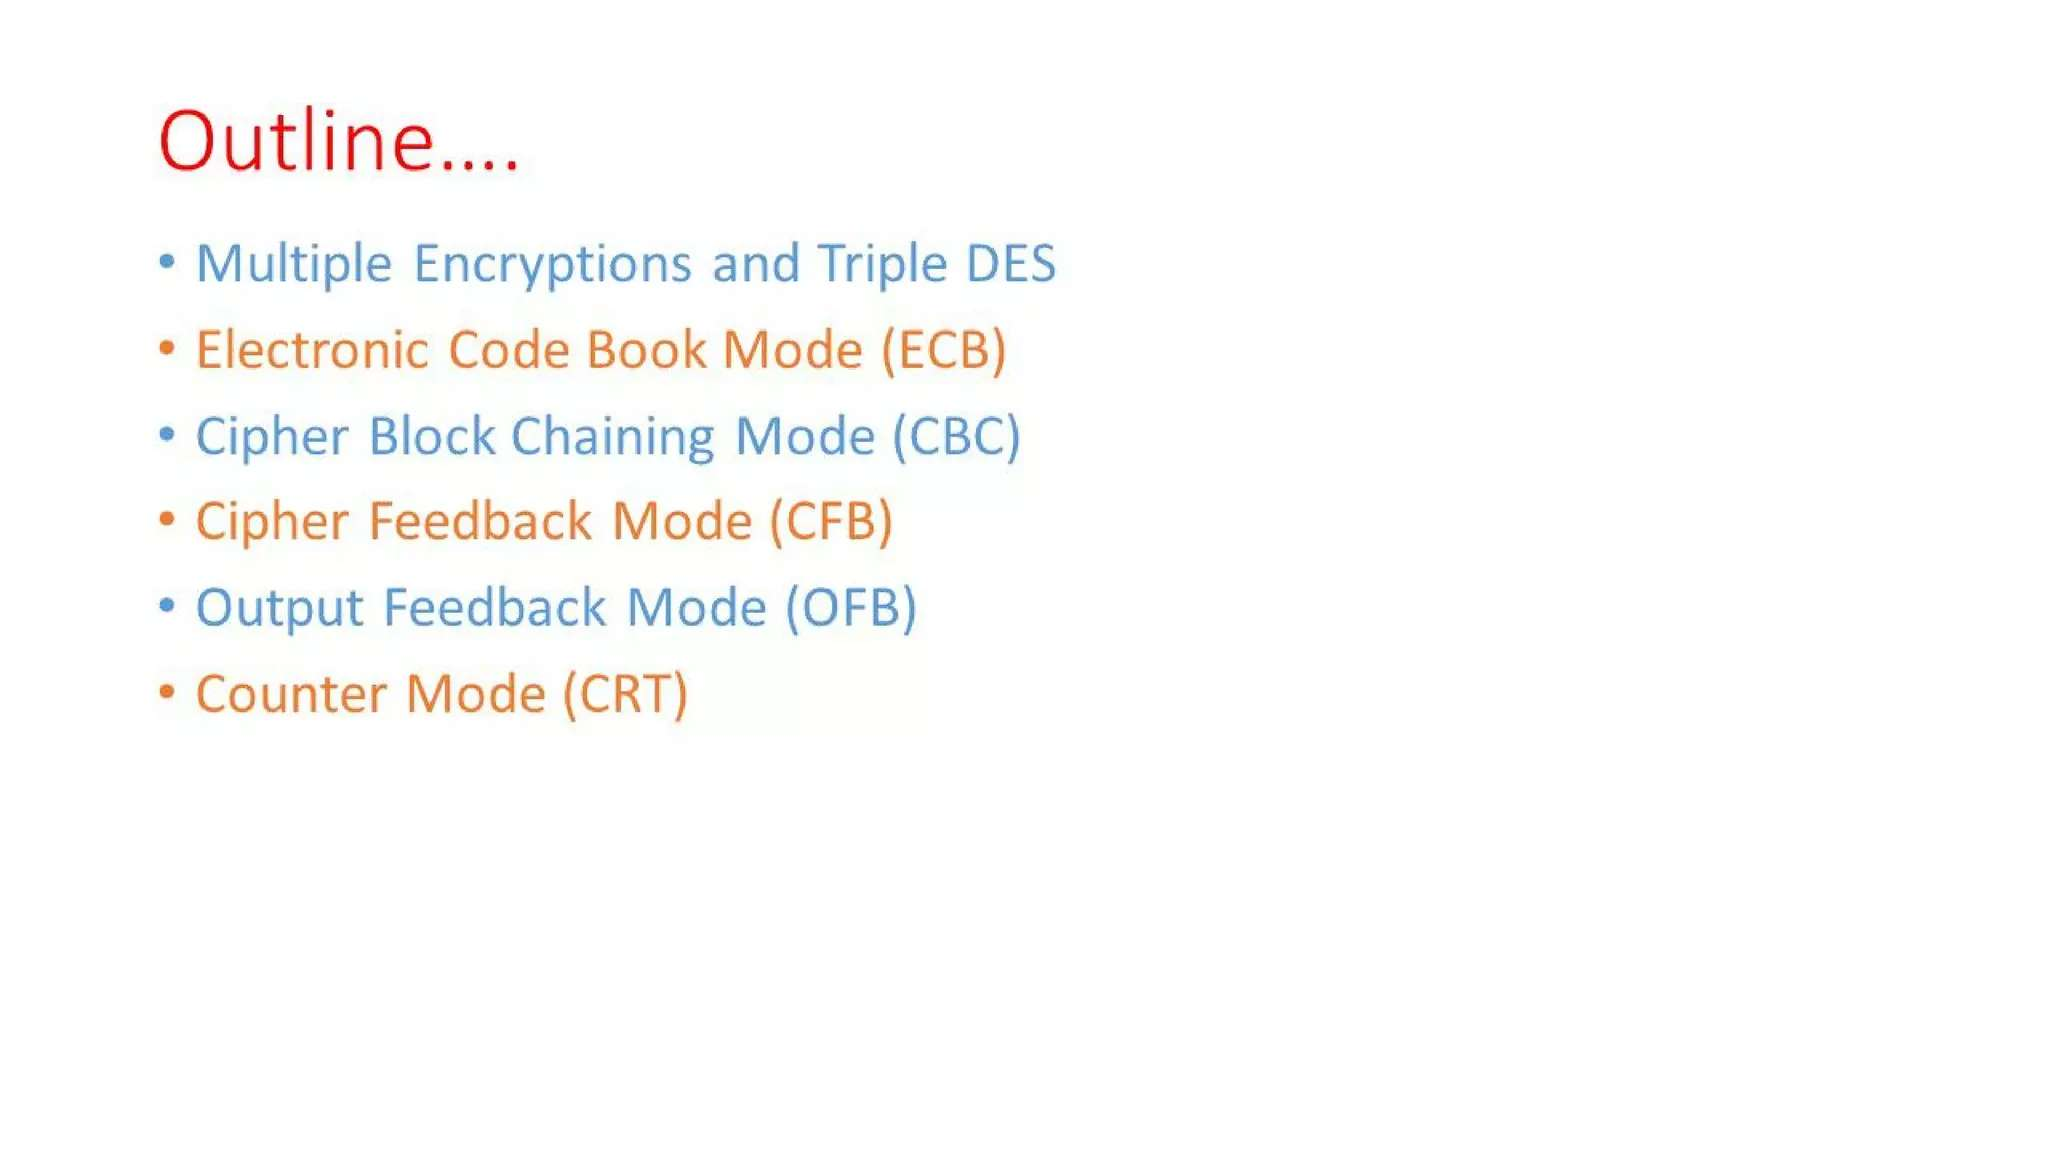 Outline....
• Multiple Encryptions and Triple DES
• Electronic Code Book Mode (ECB)
• Cipher Block Chaining Mode (CBC)
• Cipher Feedback Mode (CFB)
• Output Feedback Mode (OFB)
• Counter Mode (CRT)